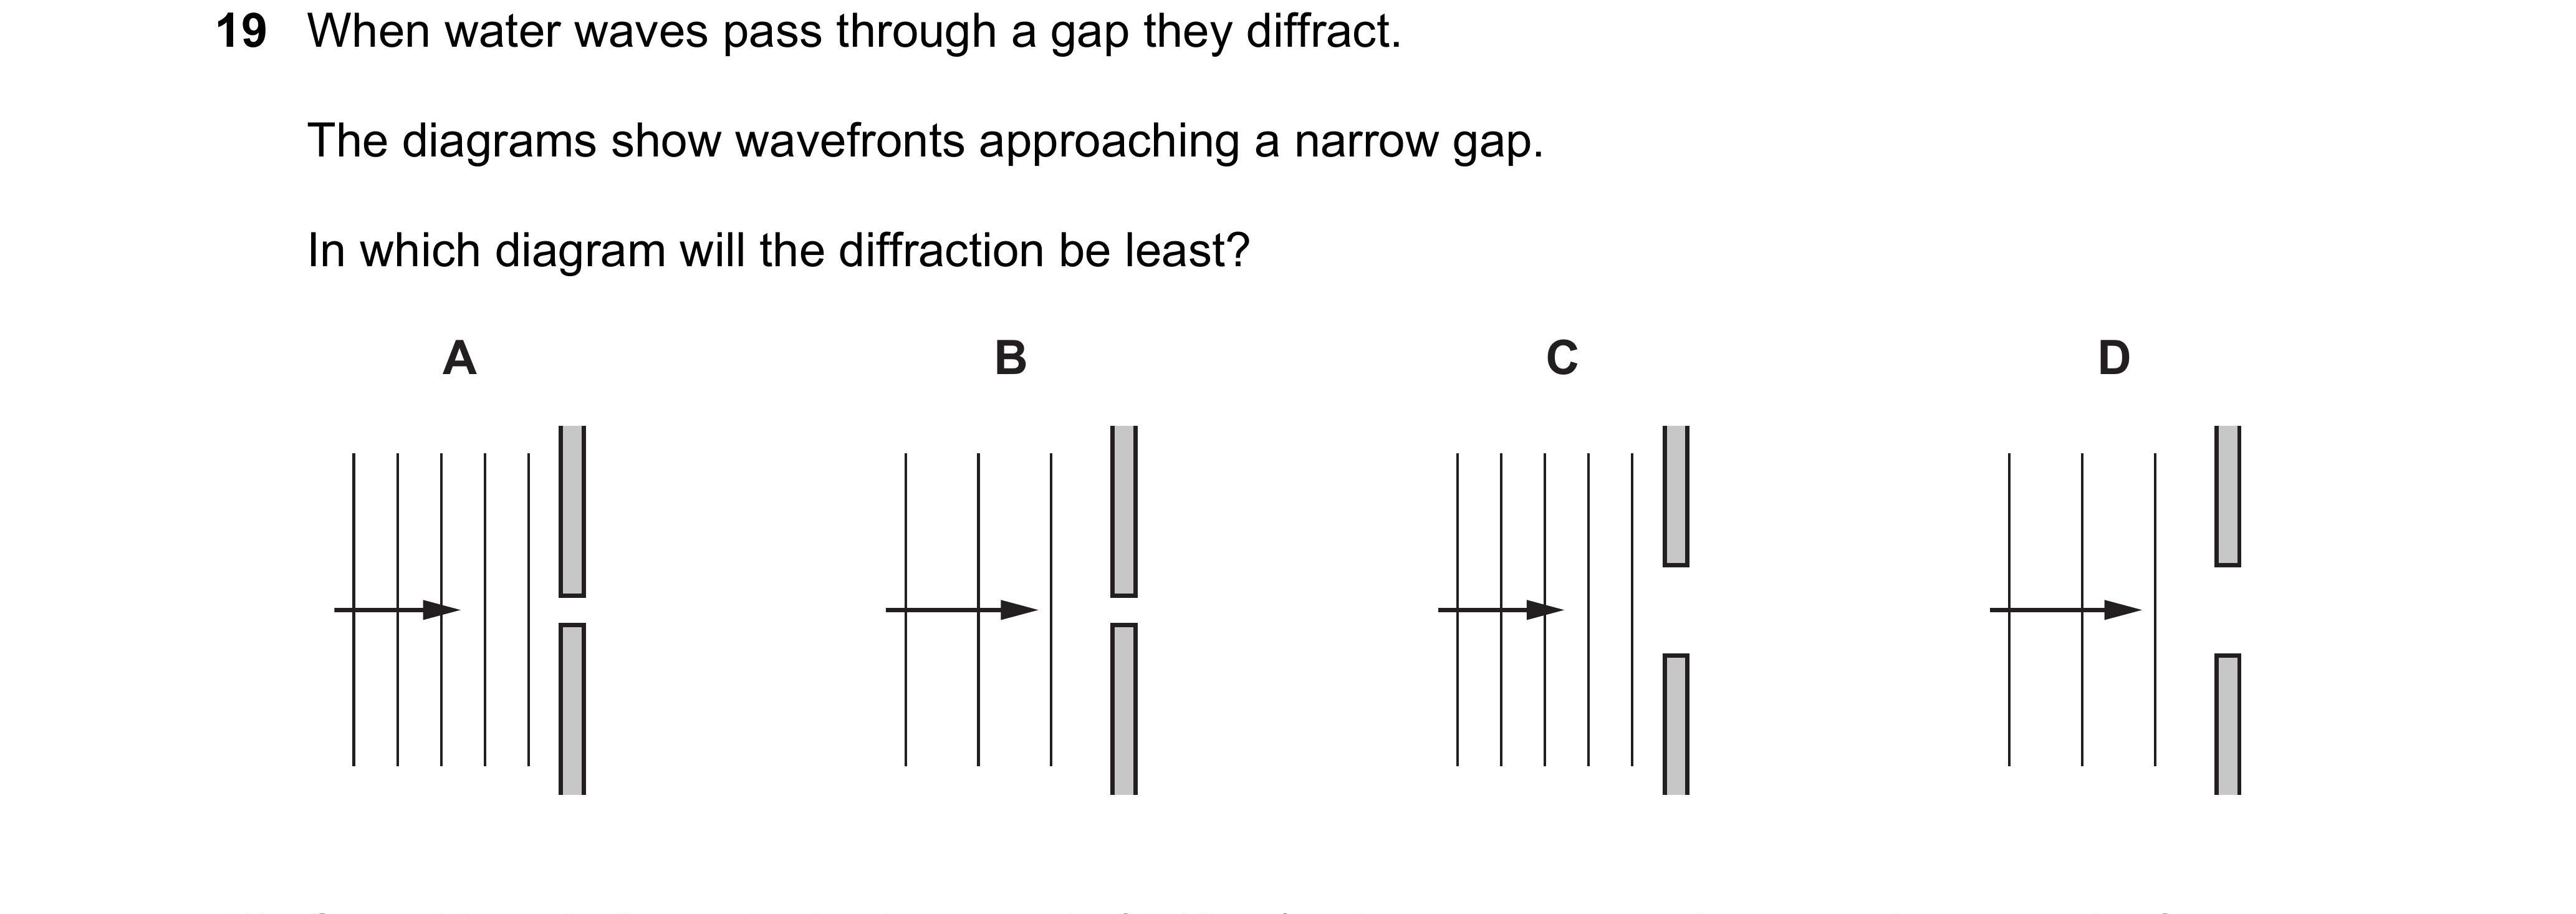 19 When water waves pass through a gap they diffract.
The diagrams show wavefronts approaching a narrow gap.
In which diagram will the diffraction be least?
A B C D